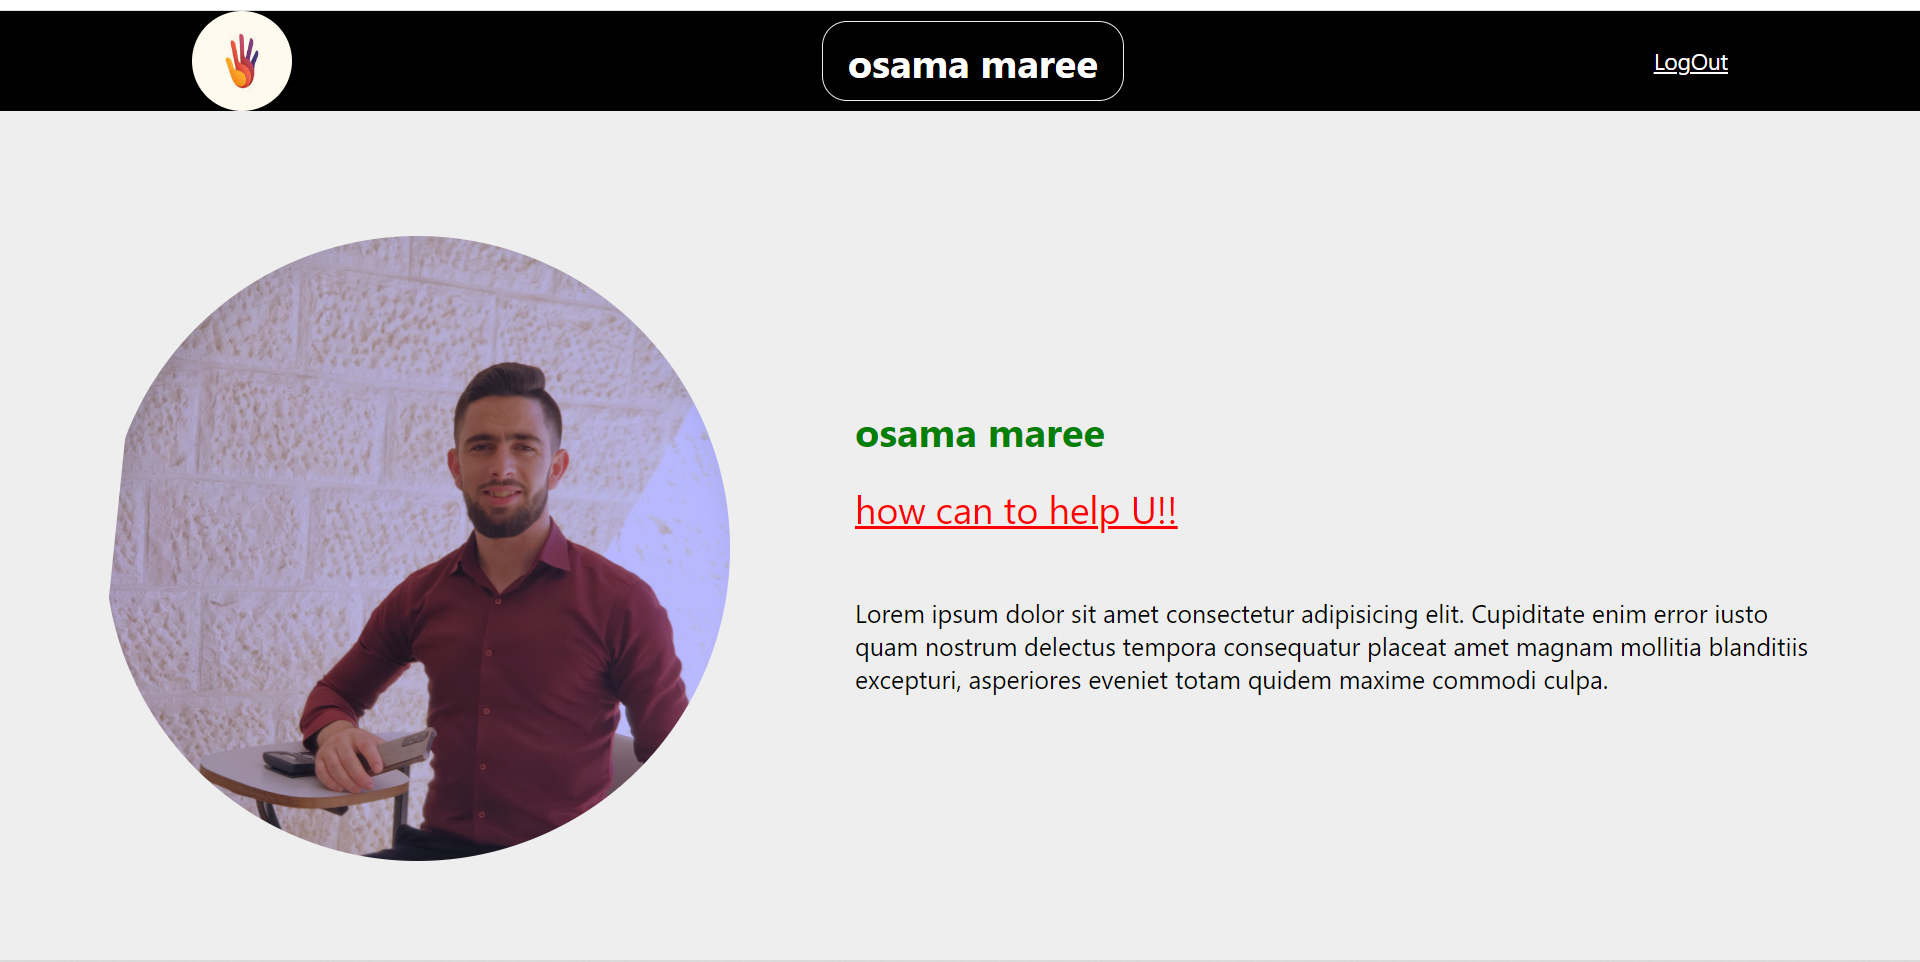 osama maree
LogOut
osama maree
how can to help U!!
Lorem ipsum dolor sit amet consectetur adipisicing elit. Cupiditate enim error iusto
quam nostrum delectus tempora consequatur placeat amet magnam mollitia blanditiis
excepturi, asperiores eveniet totam quidem maxime commodi culpa.